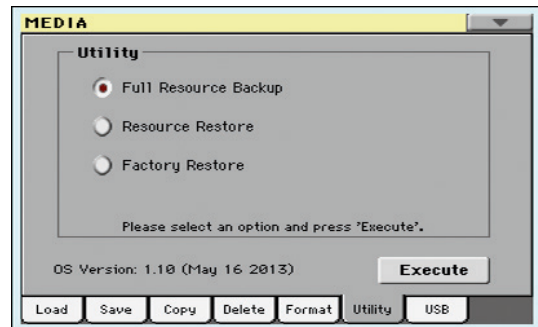 MEDIA
Utility
Full Resource Backup
Resource Restore
Factory Restore
Please select an option and press 'Execute'.
OS Version: 1.10 (May 16 2013) Execute
Load Save Copy Delete Format Utility USB